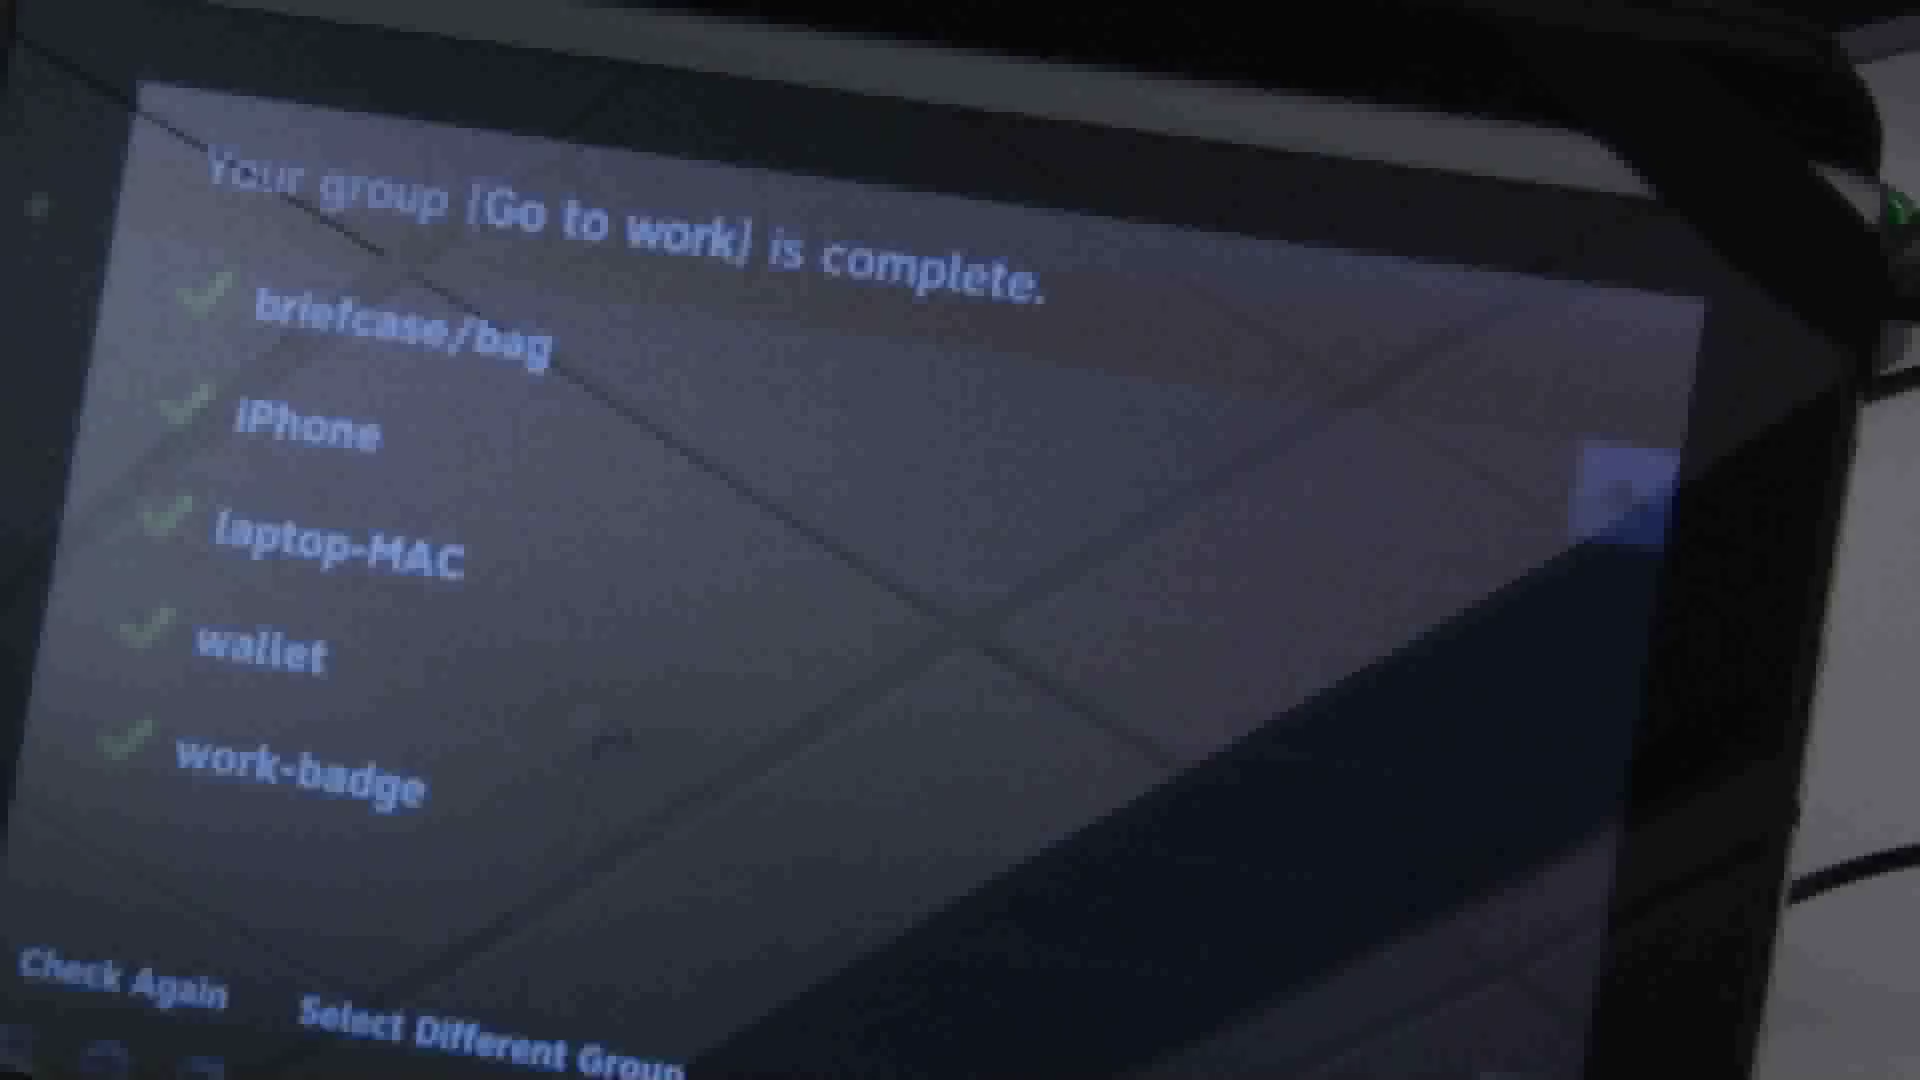 Your group [Go to work] is complete.
briefcase/bag
iPhone
laptop-MAC
wallet
work-badge
Check Again
Select Different Group